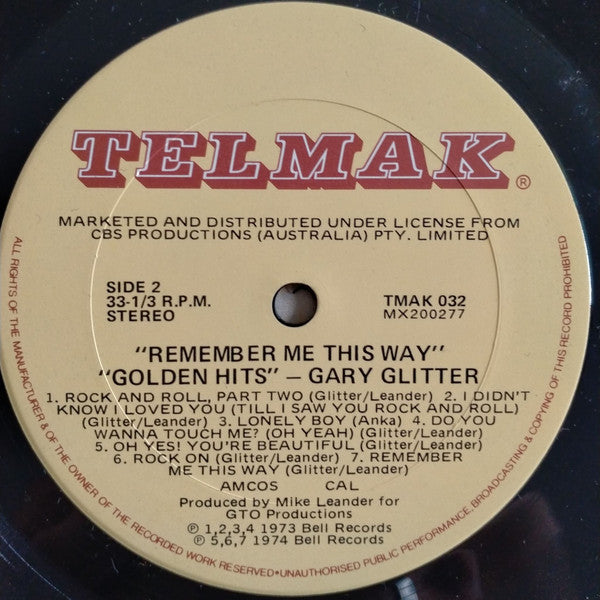 TELMAK®
MARKETED AND DISTRIBUTED UNDER LICENSE FROM
CBS PRODUCTIONS (AUSTRALIA) PTY. LIMITED
SIDE 2
33-1/3 R.P.M.
STEREO
TMAK 032
MX200277
"REMEMBER ME THIS WAY"
"GOLDEN HITS" – GARY GLITTER
1. ROCK AND ROLL, PART TWO (Glitter/Leander) 2. I DIDN'T
KNOW I LOVED YOU (TILL I SAW YOU ROCK AND ROLL)
(Glitter/Leander) 3. LONELY BOY (Anka) 4. DO YOU
WANNA TOUCH ME? (OH YEAH) (Glitter/Leander)
5. OH YES! YOU'RE BEAUTIFUL (Glitter/Leander)
6. ROCK ON (Glitter/Leander) 7. REMEMBER
ME THIS WAY (Glitter/Leander)
AMCOS CAL
Produced by Mike Leander for
GTO Productions
℗ 1,2,3,4 1973 Bell Records
℗ 5,6,7 1974 Bell Records
ALL RIGHTS OF THE MANUFACTURER & OF THE OWNER OF THE RECORDED WORK RESERVED•UNAUTHORISED PUBLIC PERFORMANCE, BROADCASTING & COPYING OF THIS RECORD PROHIBITED